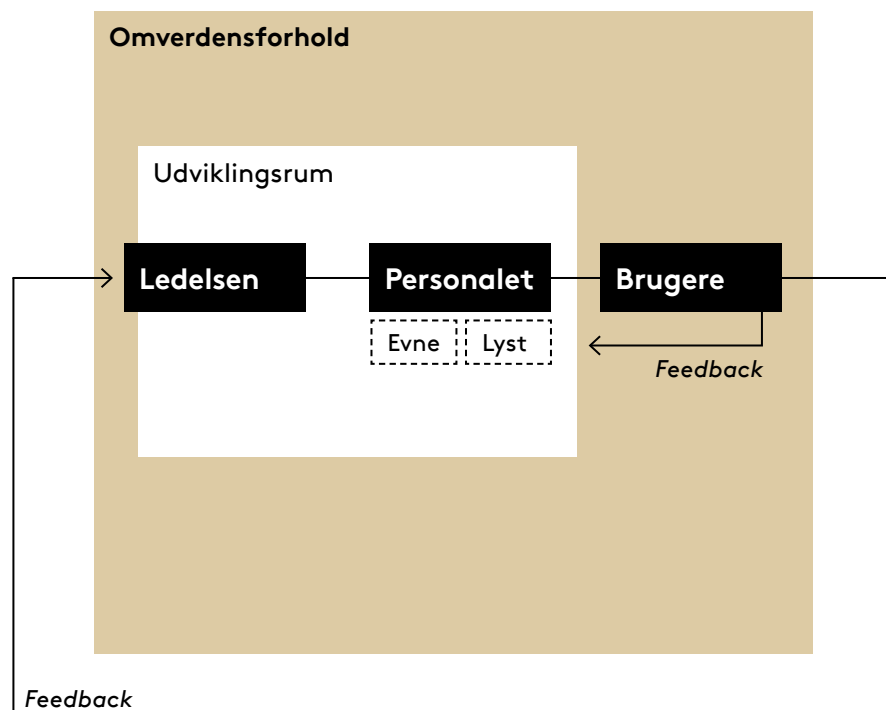 Omverdensforhold
Udviklingsrum
Ledelsen
Personalet
Brugere
Evne
Lyst
Feedback
Feedback